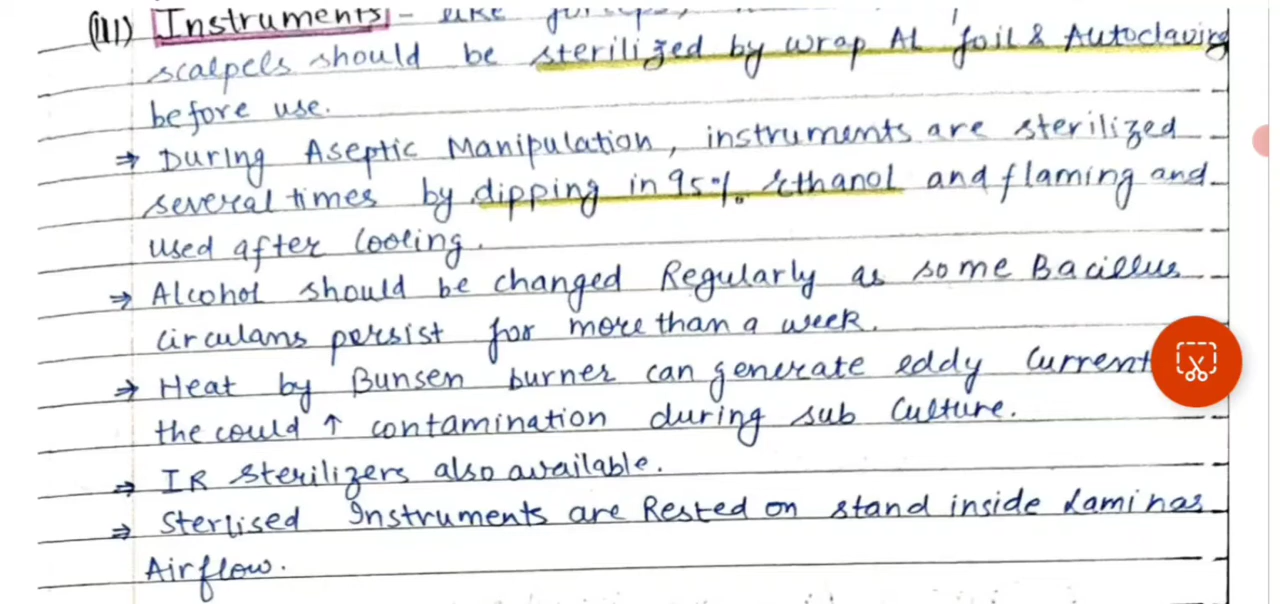 (III) Instruments - like forceps,
scalpels should be sterilized by wrap AL foil & Autoclaving
before use.
⇒ During Aseptic Manipulation, instruments are sterilized
several times by dipping in 95%. Ethanol and flaming and
used after Cooling.
⇒ Alcohol should be changed Regularly as some Bacillus
circulans persist for more than a week.
⇒ Heat by Bunsen burner can generate eddy Current
the could ↑ contamination during sub Culture.
⇒ IR sterilizers also available.
⇒ Sterlised Instruments are Rested on stand inside Laminar
Airflow.